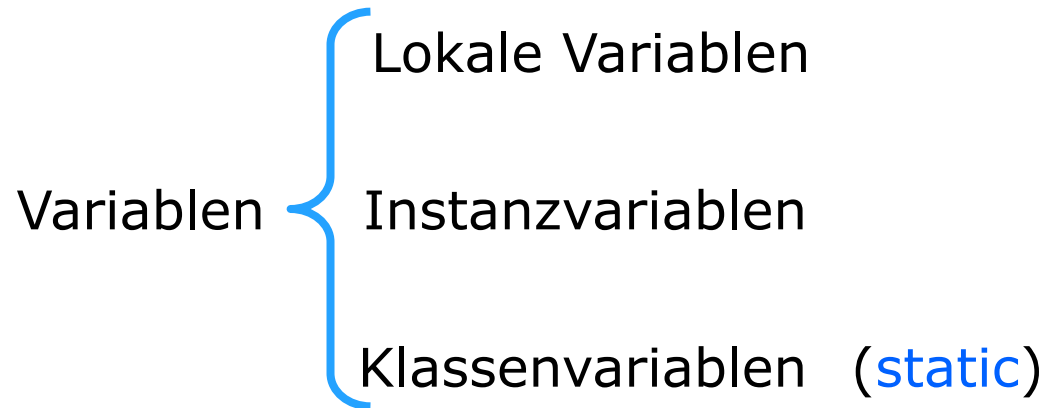 Lokale Variablen
Variablen
Instanzvariablen
Klassenvariablen (static)